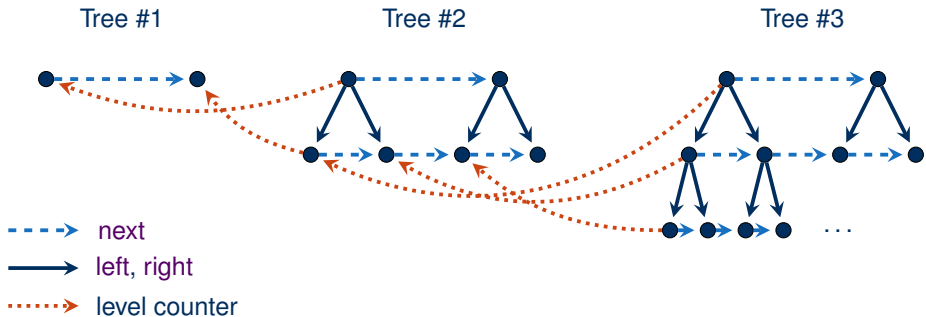 Tree #1 Tree #2 Tree #3
...
next
left, right
level counter